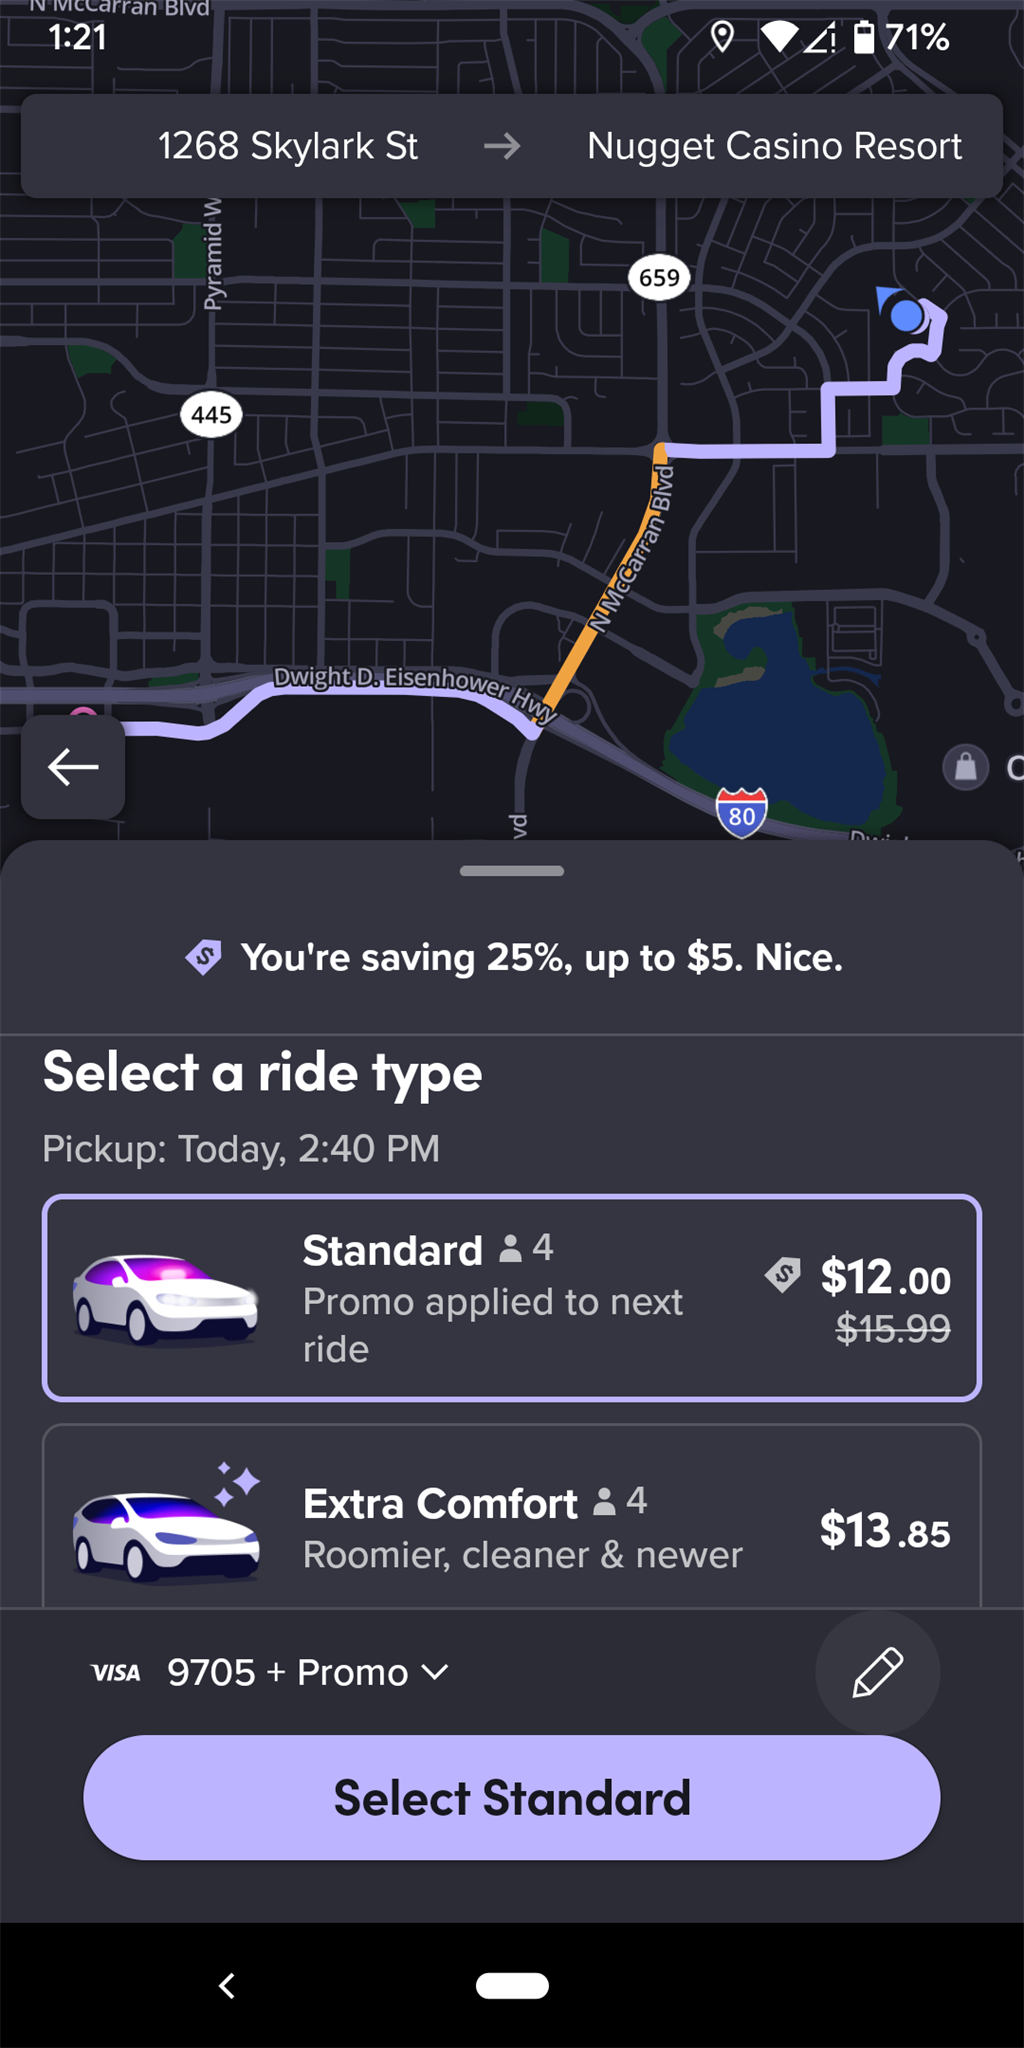 N McCarran Blvd
1:21
71%
1268 Skylark St → Nugget Casino Resort
Pyramid W
659
445
N McCarran Blvd
Dwight D. Eisenhower Hwy
vd
80
You're saving 25%, up to $5. Nice.
Select a ride type
Pickup: Today, 2:40 PM
Standard 4
Promo applied to next
ride
$12.00
$15.99
Extra Comfort 4
Roomier, cleaner & newer
$13.85
VISA 9705 + Promo
Select Standard